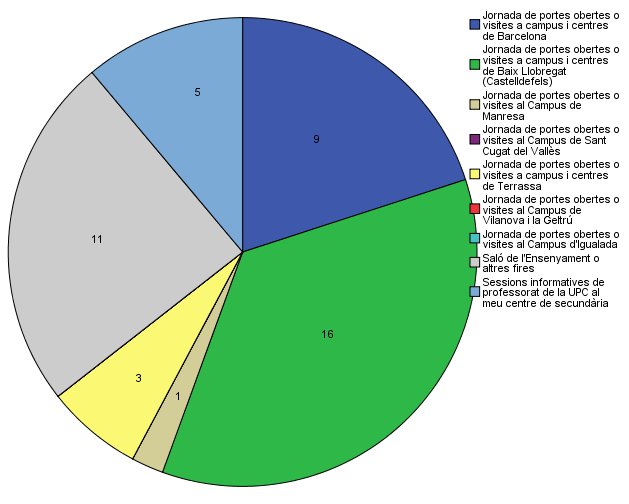 Jornada de portes obertes o
visites a campus i centres
de Barcelona
Jornada de portes obertes o
visites a campus i centres
de Baix Llobregat
(Castelldefels)
Jornada de portes obertes o
visites al Campus de
Manresa
Jornada de portes obertes o
visites al Campus de Sant
Cugat del Vallès
Jornada de portes obertes o
visites a campus i centres
de Terrassa
Jornada de portes obertes o
visites al Campus de
Vilanova i la Geltrú
Jornada de portes obertes o
visites al Campus d'Igualada
Saló de l'Ensenyament o
altres fires
Sessions informatives de
professorat de la UPC al
meu centre de secundària
5
9
11
16
3
1